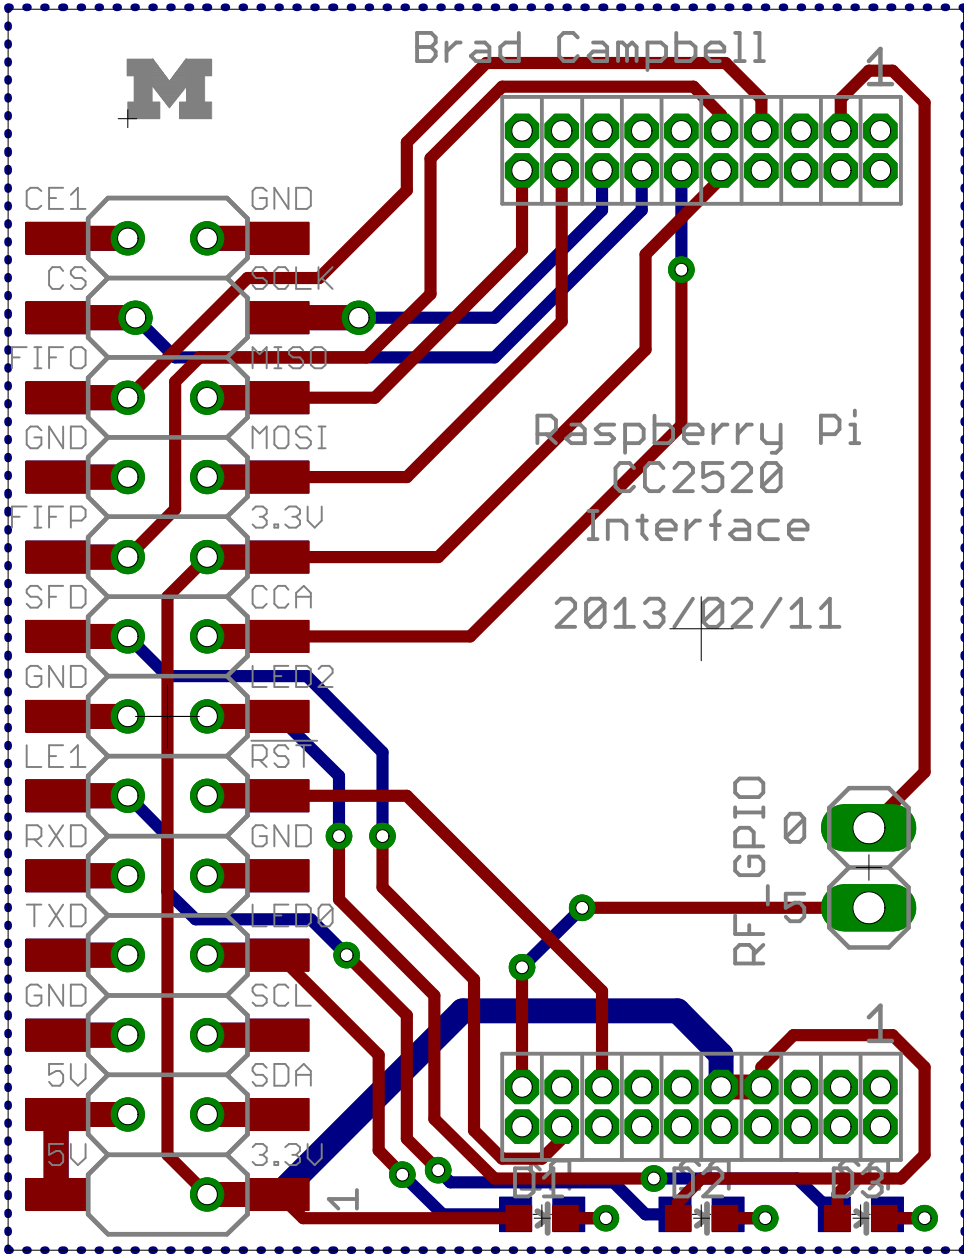 Brad Campbell
1
M
CE1 GND
CS SCLK
FIFO MISO
GND MOSI
FIFP 3.3V
SFD CCA
GND LED2
LE1 RST
RXD GND
TXD LED0
GND SCL
5V SDA
5V 3.3V
1
Raspberry Pi
CC2520
Interface
2013/02/11
RF_GPIO
0
5
1
D1 D2 D3